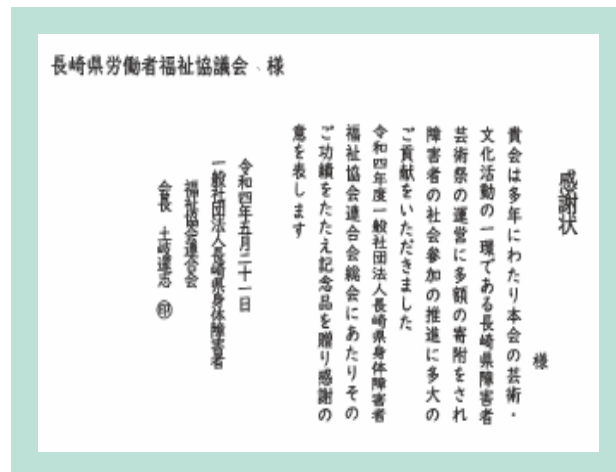 長崎県労働者福祉協議会 、様
感謝状
様
貴会は多年にわたり本会の芸術・
文化活動の一環である長崎県障害者
芸術祭の運営に多額の寄附をされ
障害者の社会参加の推進に多大の
ご貢献をいただきました
令和四年度一般社団法人長崎県身体障害者
福祉協会連合会総会にあたりその
ご功績をたたえ記念品を贈り感謝の
意を表します
令和四年五月二十一日
一般社団法人長崎県身体障害者
福祉協会連合会
会長 土岐達志 ㊞